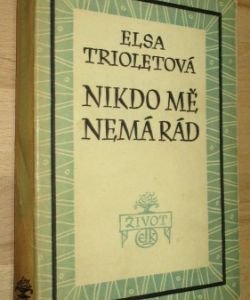 ELSA
TRIOLETOVÁ
NIKDO MĚ
NEMÁ RÁD
ŽIVOT